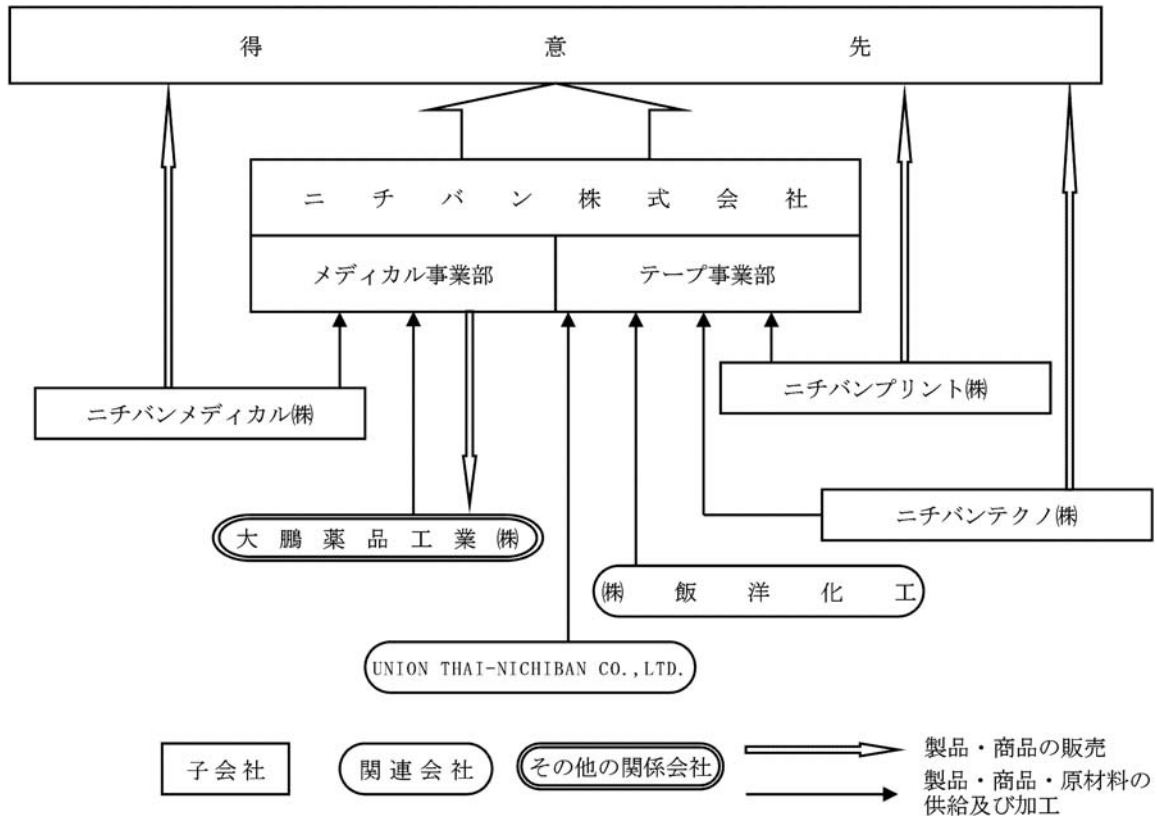 得意先
ニチバン株式会社
メディカル事業部
テープ事業部
ニチバンメディカル㈱
ニチバンプリント㈱
ニチバンテクノ㈱
大鵬薬品工業㈱
㈱飯洋化工
UNION THAI-NICHIBAN CO.,LTD.
子会社
関連会社
その他の関係会社
製品・商品の販売
製品・商品・原材料の
供給及び加工